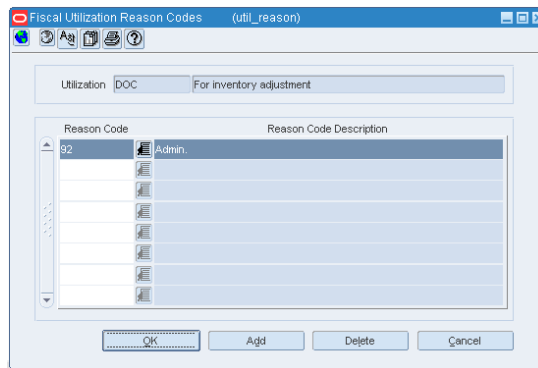 Fiscal Utilization Reason Codes (util_reason)
Utilization DOC For inventory adjustment
Reason Code Reason Code Description
92 Admin.
OK Add Delete Cancel